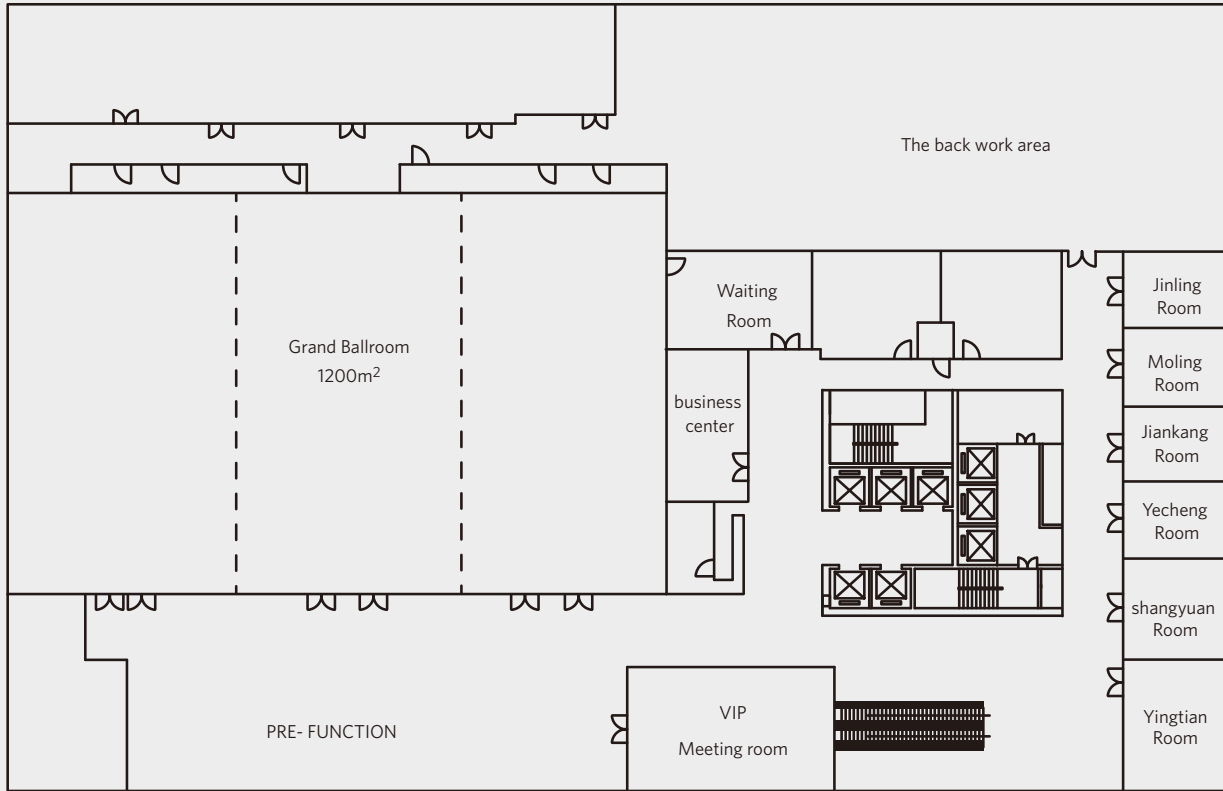 The back work area
Waiting
Room
Jinling
Room
Grand Ballroom
1200m²
Moling
Room
business
center
Jiankang
Room
Yecheng
Room
shangyuan
Room
PRE- FUNCTION
VIP
Meeting room
Yingtian
Room